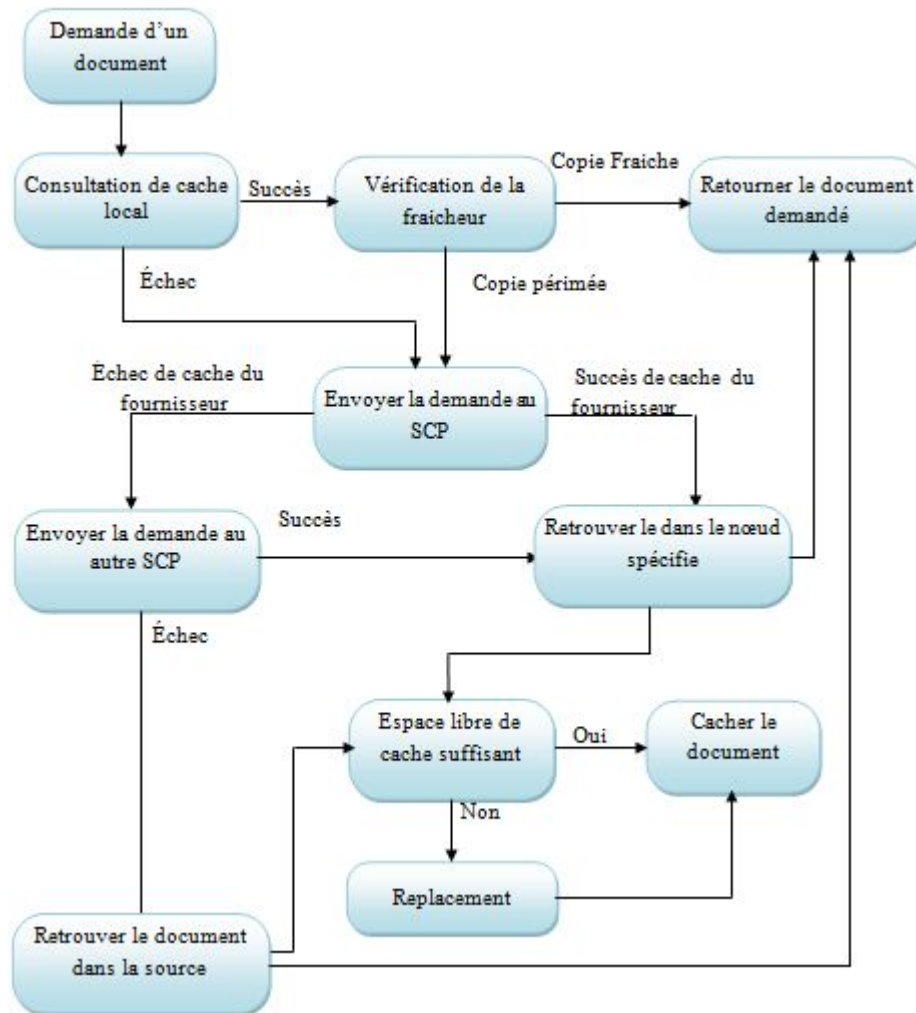 Demande d'un
document
Consultation de cache
local
Succès
Vérification de la
fraicheur
Copie Fraiche
Retourner le document
demandé
Échec
Copie périmée
Échec de cache du
fournisseur
Envoyer la demande au
SCP
Succès de cache du
fournisseur
Envoyer la demande au
autre SCP
Succès
Retrouver le dans le nœud
spécifie
Échec
Espace libre de
cache suffisant
Oui
Cacher le
document
Non
Replacement
Retrouver le document
dans la source